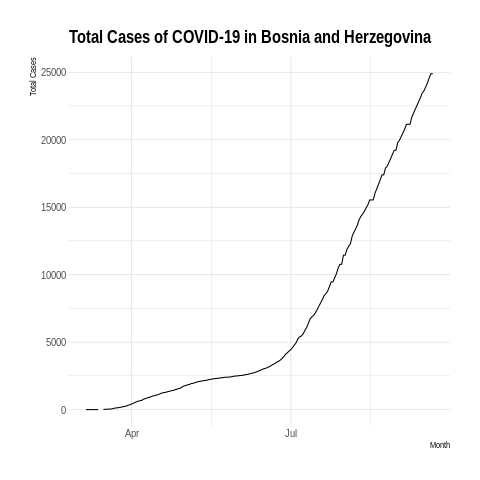 Total Cases of COVID-19 in Bosnia and Herzegovina
Total Cases
25000
20000
15000
10000
5000
0
Apr
Jul
Month